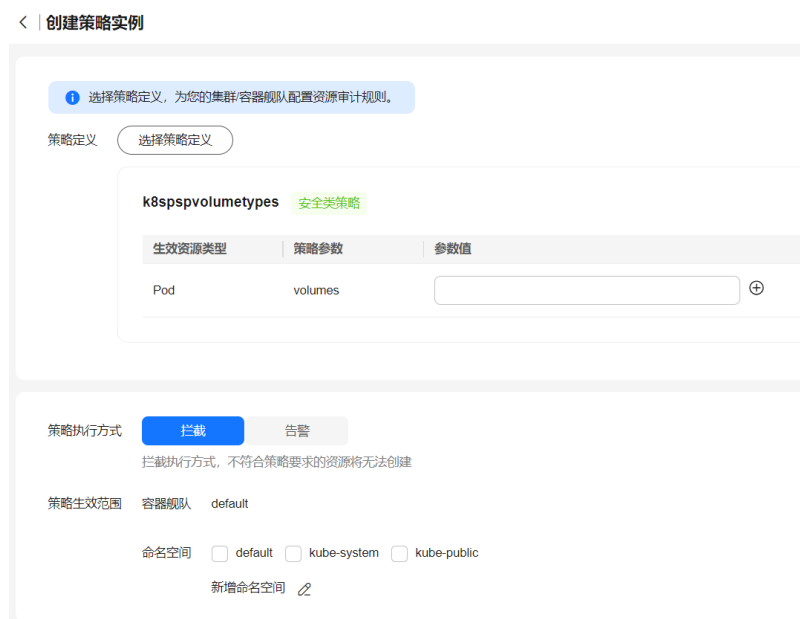 创建策略实例
选择策略定义，为您的集群/容器舰队配置资源审计规则。
策略定义 选择策略定义
k8spspvolumetypes 安全类策略
生效资源类型 策略参数 参数值
Pod volumes
策略执行方式 拦截 告警
拦截执行方式，不符合策略要求的资源将无法创建
策略生效范围 容器舰队 default
命名空间 default kube-system kube-public
新增命名空间